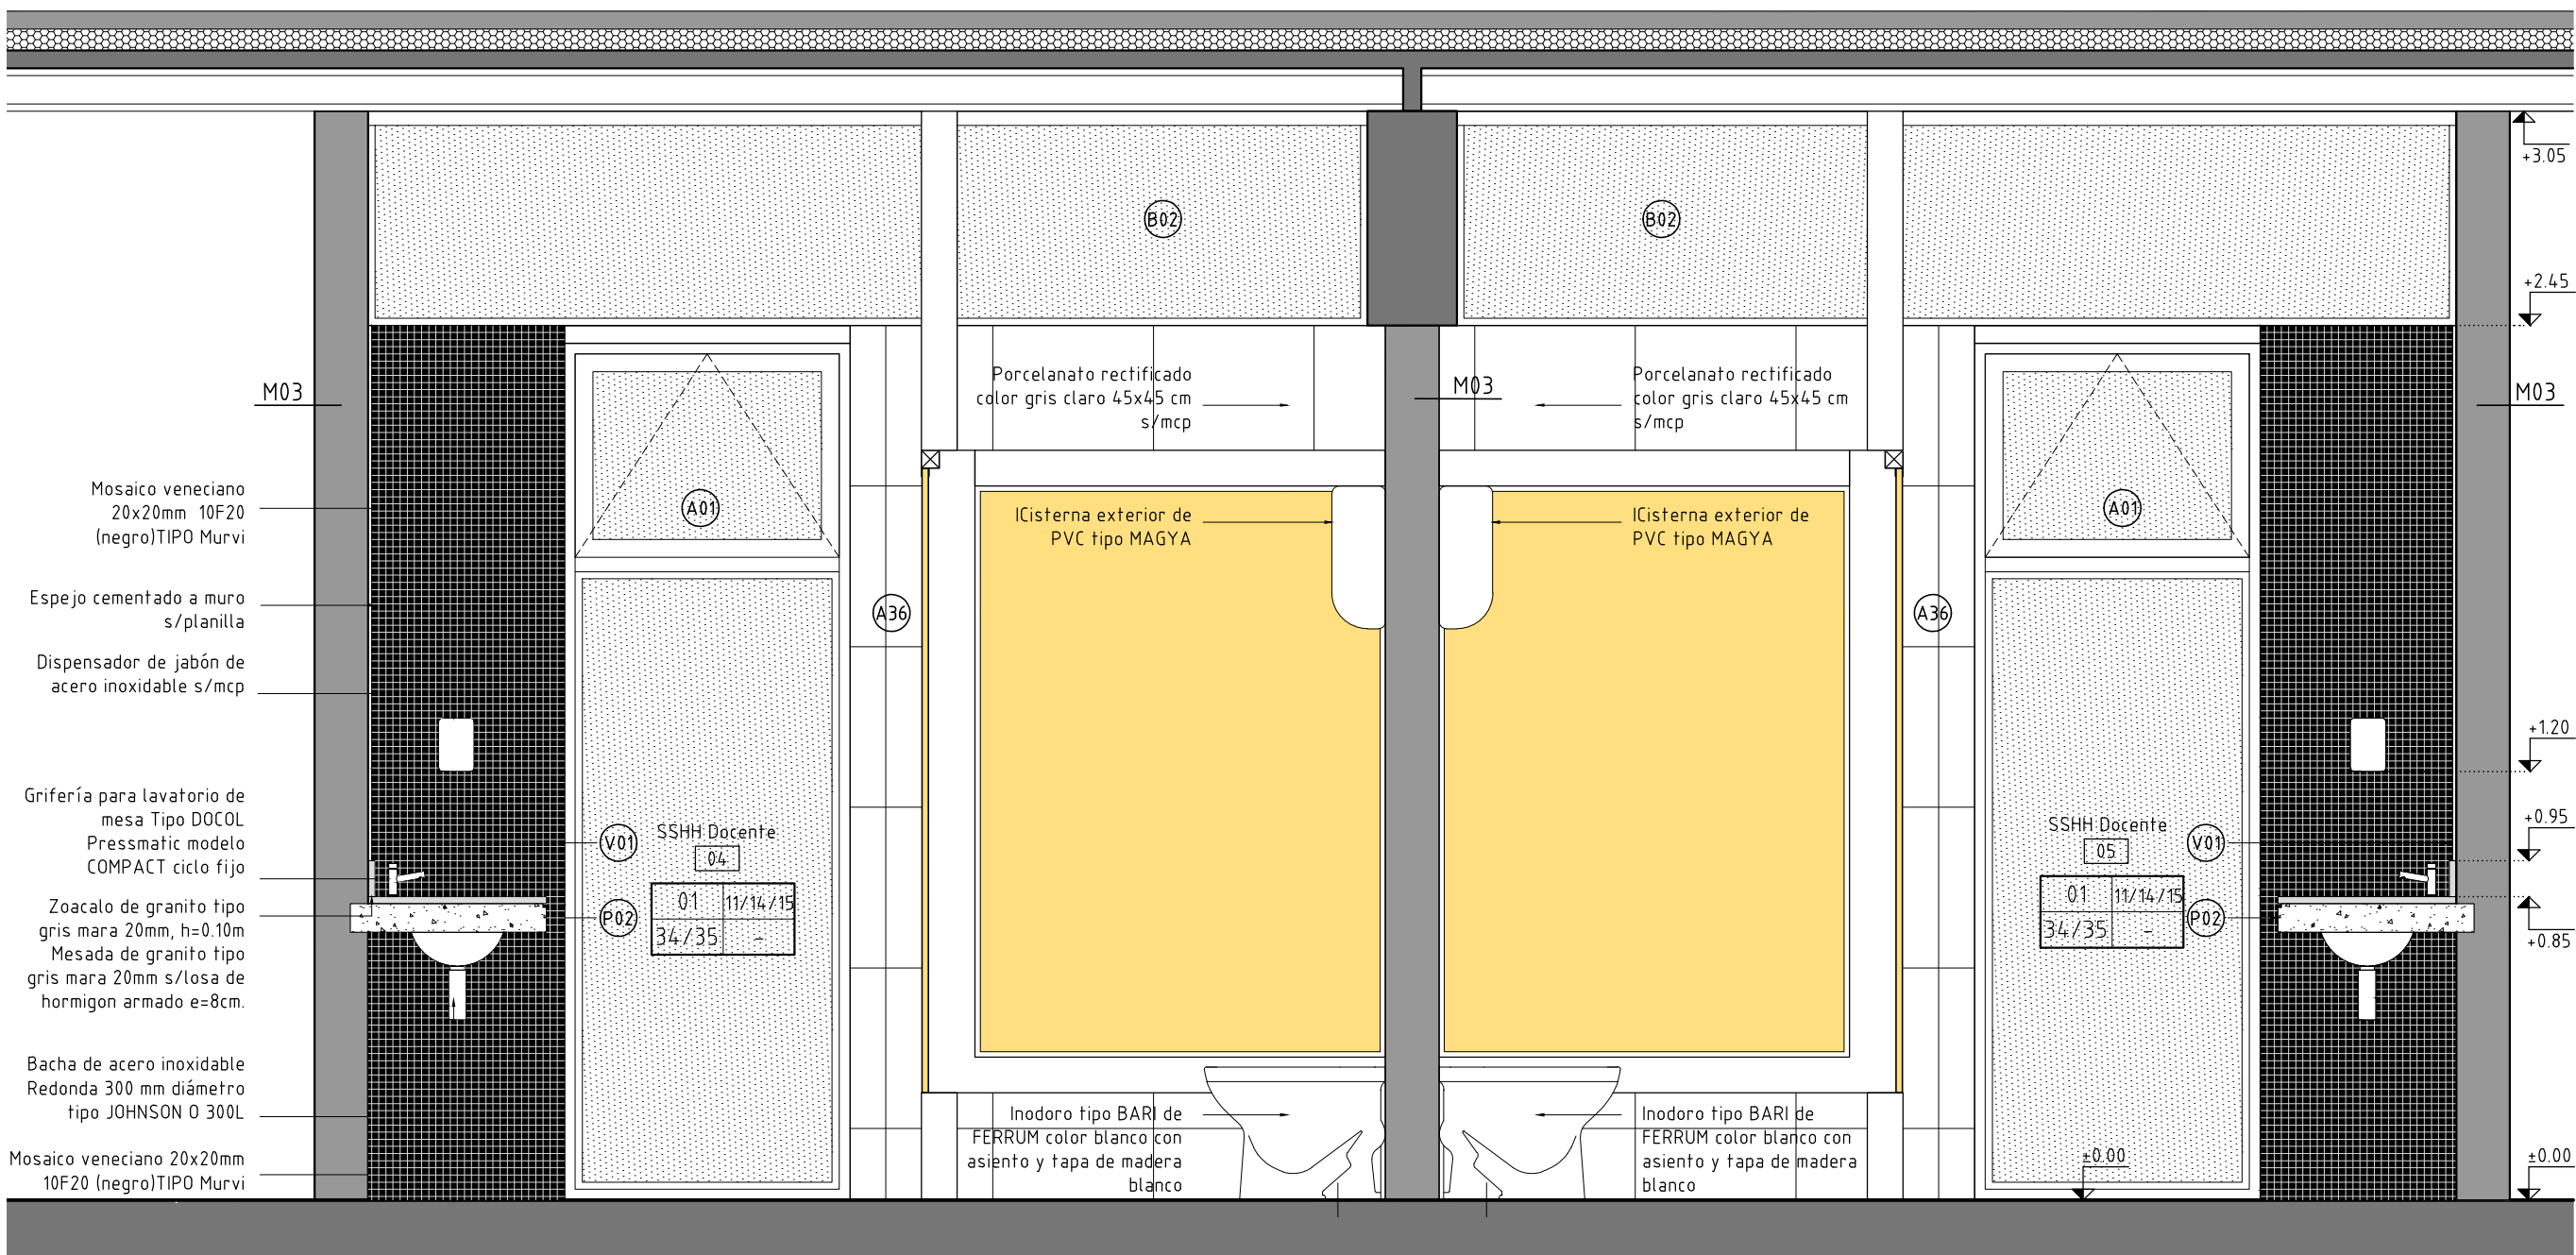 +3.05
B02
B02
+2.45
Porcelanato rectificado
color gris claro 45x45 cm
s/mcp
M03
Porcelanato rectificado
color gris claro 45x45 cm
s/mcp
M03
M03
Mosaico veneciano
20x20mm 10F20
(negro)TIPO Murvi
A01
ICisterna exterior de
PVC tipo MAGYA
ICisterna exterior de
PVC tipo MAGYA
A01
Espejo cementado a muro
s/planilla
A36
A36
Dispensador de jabón de
acero inoxidable s/mcp
+1.20
Grifería para lavatorio de
mesa Tipo DOCOL
Pressmatic modelo
COMPACT ciclo fijo
V01
SSHH Docente
04
01 11/14/15
34/35 -
P02
SSHH Docente
05
01 11/14/15
34/35 -
V01
P02
+0.95
+0.85
Zoacalo de granito tipo
gris mara 20mm, h=0.10m
Mesada de granito tipo
gris mara 20mm s/losa de
hormigon armado e=8cm.
Bacha de acero inoxidable
Redonda 300 mm diámetro
tipo JOHNSON O 300L
Inodoro tipo BARI de
FERRUM color blanco con
asiento y tapa de madera
blanco
Inodoro tipo BARI de
FERRUM color blanco con
asiento y tapa de madera
blanco
Mosaico veneciano 20x20mm
10F20 (negro)TIPO Murvi
±0.00
±0.00